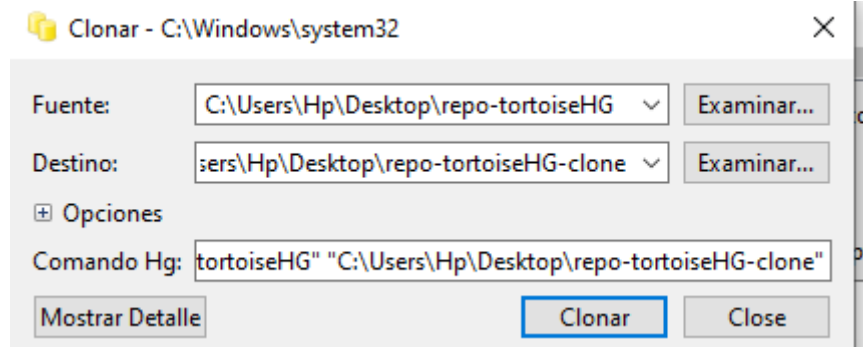 Clonar - C:\Windows\system32
Fuente: C:\Users\Hp\Desktop\repo-tortoiseHG Examinar...
Destino: sers\Hp\Desktop\repo-tortoiseHG-clone Examinar...
Opciones
Comando Hg: tortoiseHG" "C:\Users\Hp\Desktop\repo-tortoiseHG-clone"
Mostrar Detalle Clonar Close